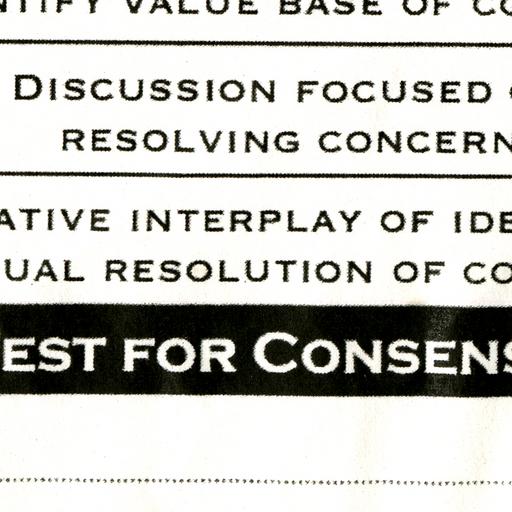 NTIFY VALUE BASE OF CO
DISCUSSION FOCUSED
RESOLVING CONCERN
ATIVE INTERPLAY OF IDE
UAL RESOLUTION OF CO
EST FOR CONSENS